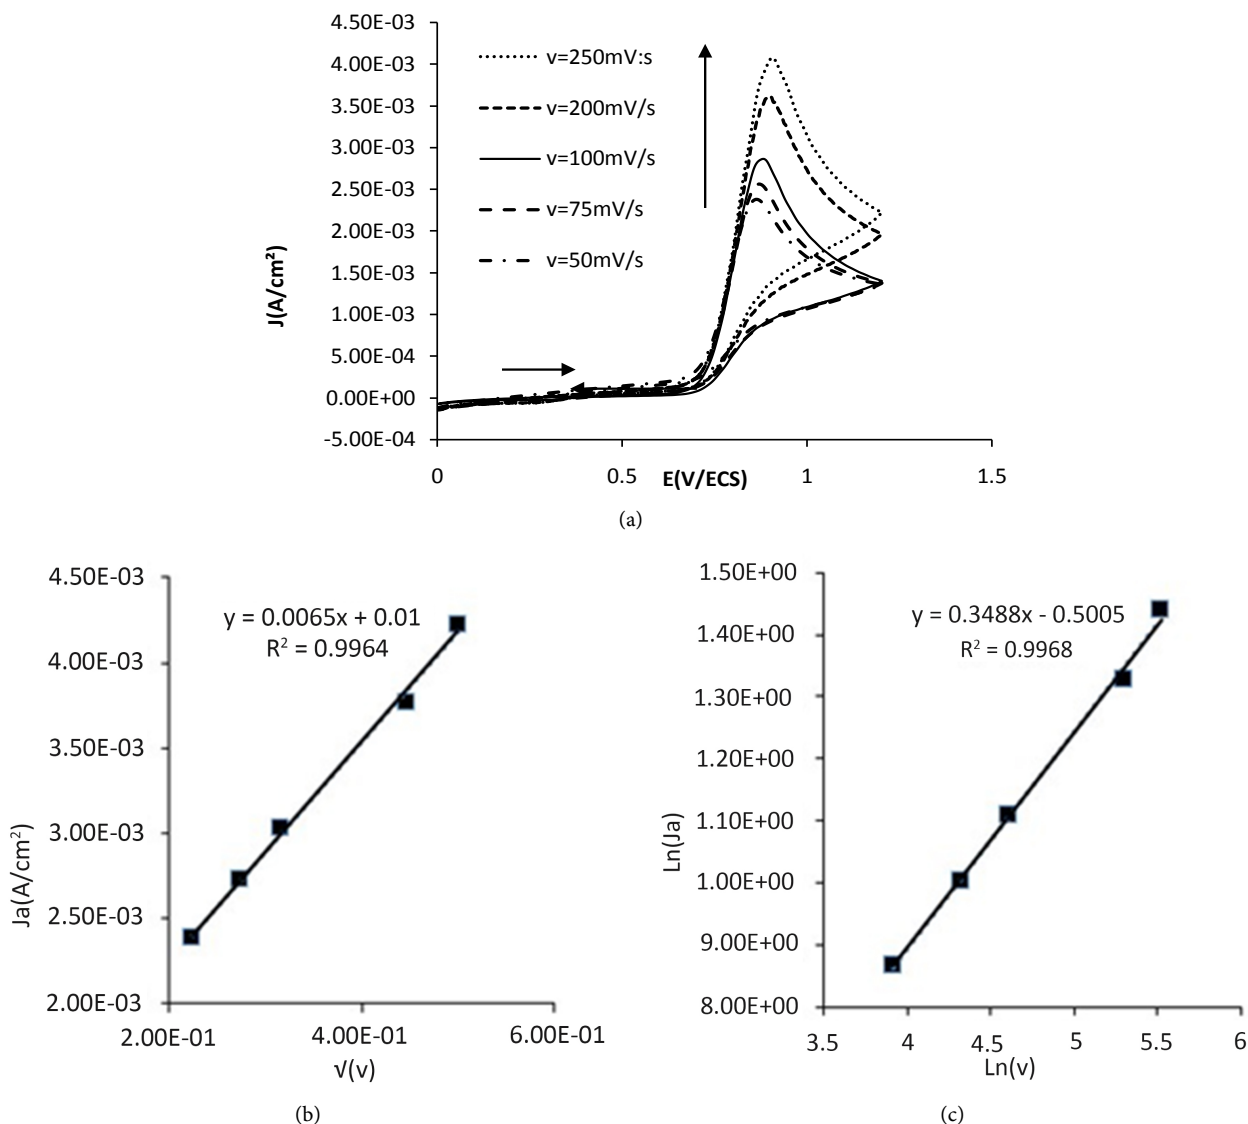 4.50E-03
4.00E-03
3.50E-03
3.00E-03
2.50E-03
2.00E-03
1.50E-03
1.00E-03
5.00E-04
0.00E+00
-5.00E-04
J(A/cm²)
v=250mV:s
v=200mV/s
v=100mV/s
v=75mV/s
v=50mV/s
0 0.5 1 1.5
E(V/ECS)
(a)
4.50E-03
4.00E-03
3.50E-03
3.00E-03
2.50E-03
2.00E-03
Ja(A/cm²)
y = 0.0065x + 0.01
R² = 0.9964
2.00E-01 4.00E-01 6.00E-01
√(v)
(b)
1.50E+00
1.40E+00
1.30E+00
1.20E+00
1.10E+00
1.00E+00
9.00E+00
8.00E+00
Ln(Ja)
y = 0.3488x - 0.5005
R² = 0.9968
3.5 4 4.5 5 5.5 6
Ln(v)
(c)